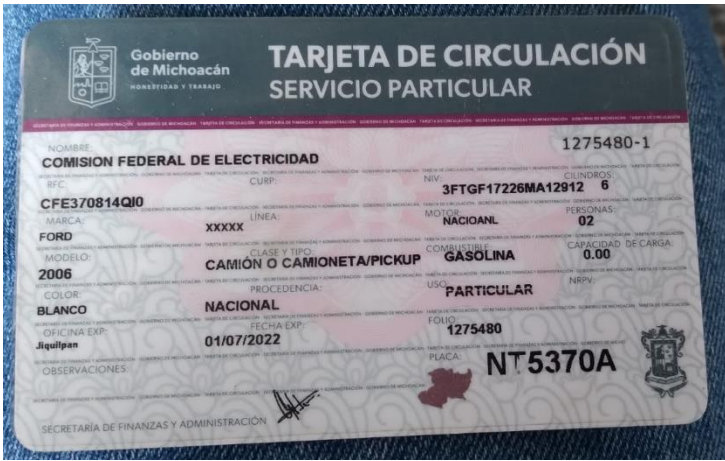 Gobierno
de Michoacán
HONESTIDAD Y TRABAJO
TARJETA DE CIRCULACIÓN
SERVICIO PARTICULAR
NOMBRE:
1275480-1
COMISION FEDERAL DE ELECTRICIDAD
RFC: CURP: NIV: CILINDROS:
CFE370814QI0 3FTGF17226MA12912 6
MARCA: LÍNEA: MOTOR: PERSONAS:
FORD XXXXX NACIOANL 02
MODELO: CLASE Y TIPO: COMBUSTIBLE: CAPACIDAD DE CARGA:
2006 CAMIÓN O CAMIONETA/PICKUP GASOLINA 0.00
COLOR: PROCEDENCIA: USO: NRPV:
BLANCO NACIONAL PARTICULAR
OFICINA EXP: FECHA EXP: FOLIO:
Jiquilpan 01/07/2022 1275480
OBSERVACIONES: PLACA: NT5370A
SECRETARÍA DE FINANZAS Y ADMINISTRACIÓN